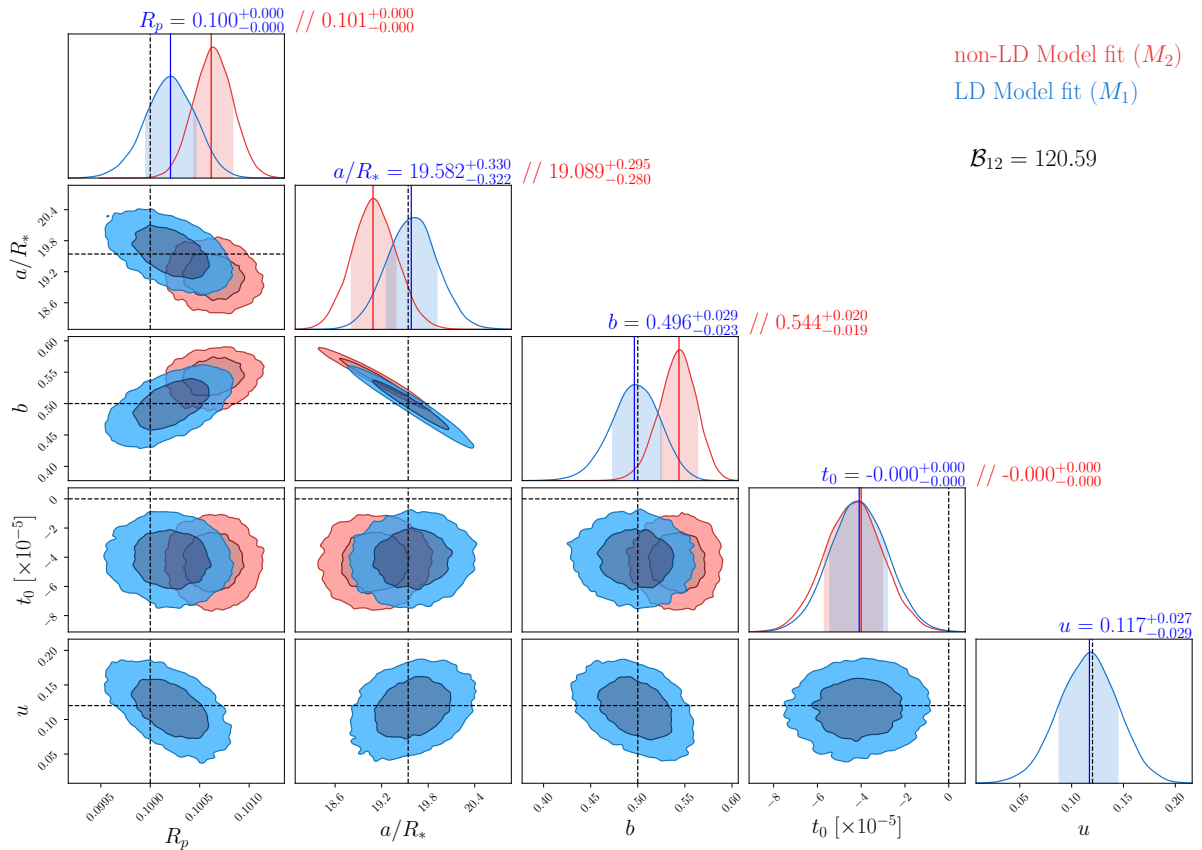 R_p = 0.100^{+0.000}_{-0.000} // 0.101^{+0.000}_{-0.000}
non-LD Model fit (M_2)
LD Model fit (M_1)
𝓑_{12} = 120.59
a/R_* = 19.582^{+0.330}_{-0.322} // 19.089^{+0.295}_{-0.280}
20.4
19.8
19.2
18.6
a/R_*
b = 0.496^{+0.029}_{-0.023} // 0.544^{+0.020}_{-0.019}
0.60
0.55
0.50
0.45
0.40
b
t_0 = -0.000^{+0.000}_{-0.000} // -0.000^{+0.000}_{-0.000}
0
−2
−4
−6
−8
t_0 [×10^{−5}]
u = 0.117^{+0.027}_{-0.029}
0.20
0.15
0.10
0.05
u
0.0995 0.1000 0.1005 0.1010 18.6 19.2 19.8 20.4 0.40 0.45 0.50 0.55 0.60 −8 −6 −4 −2 0 0.05 0.10 0.15 0.20
R_p a/R_* b t_0 [×10^{−5}] u